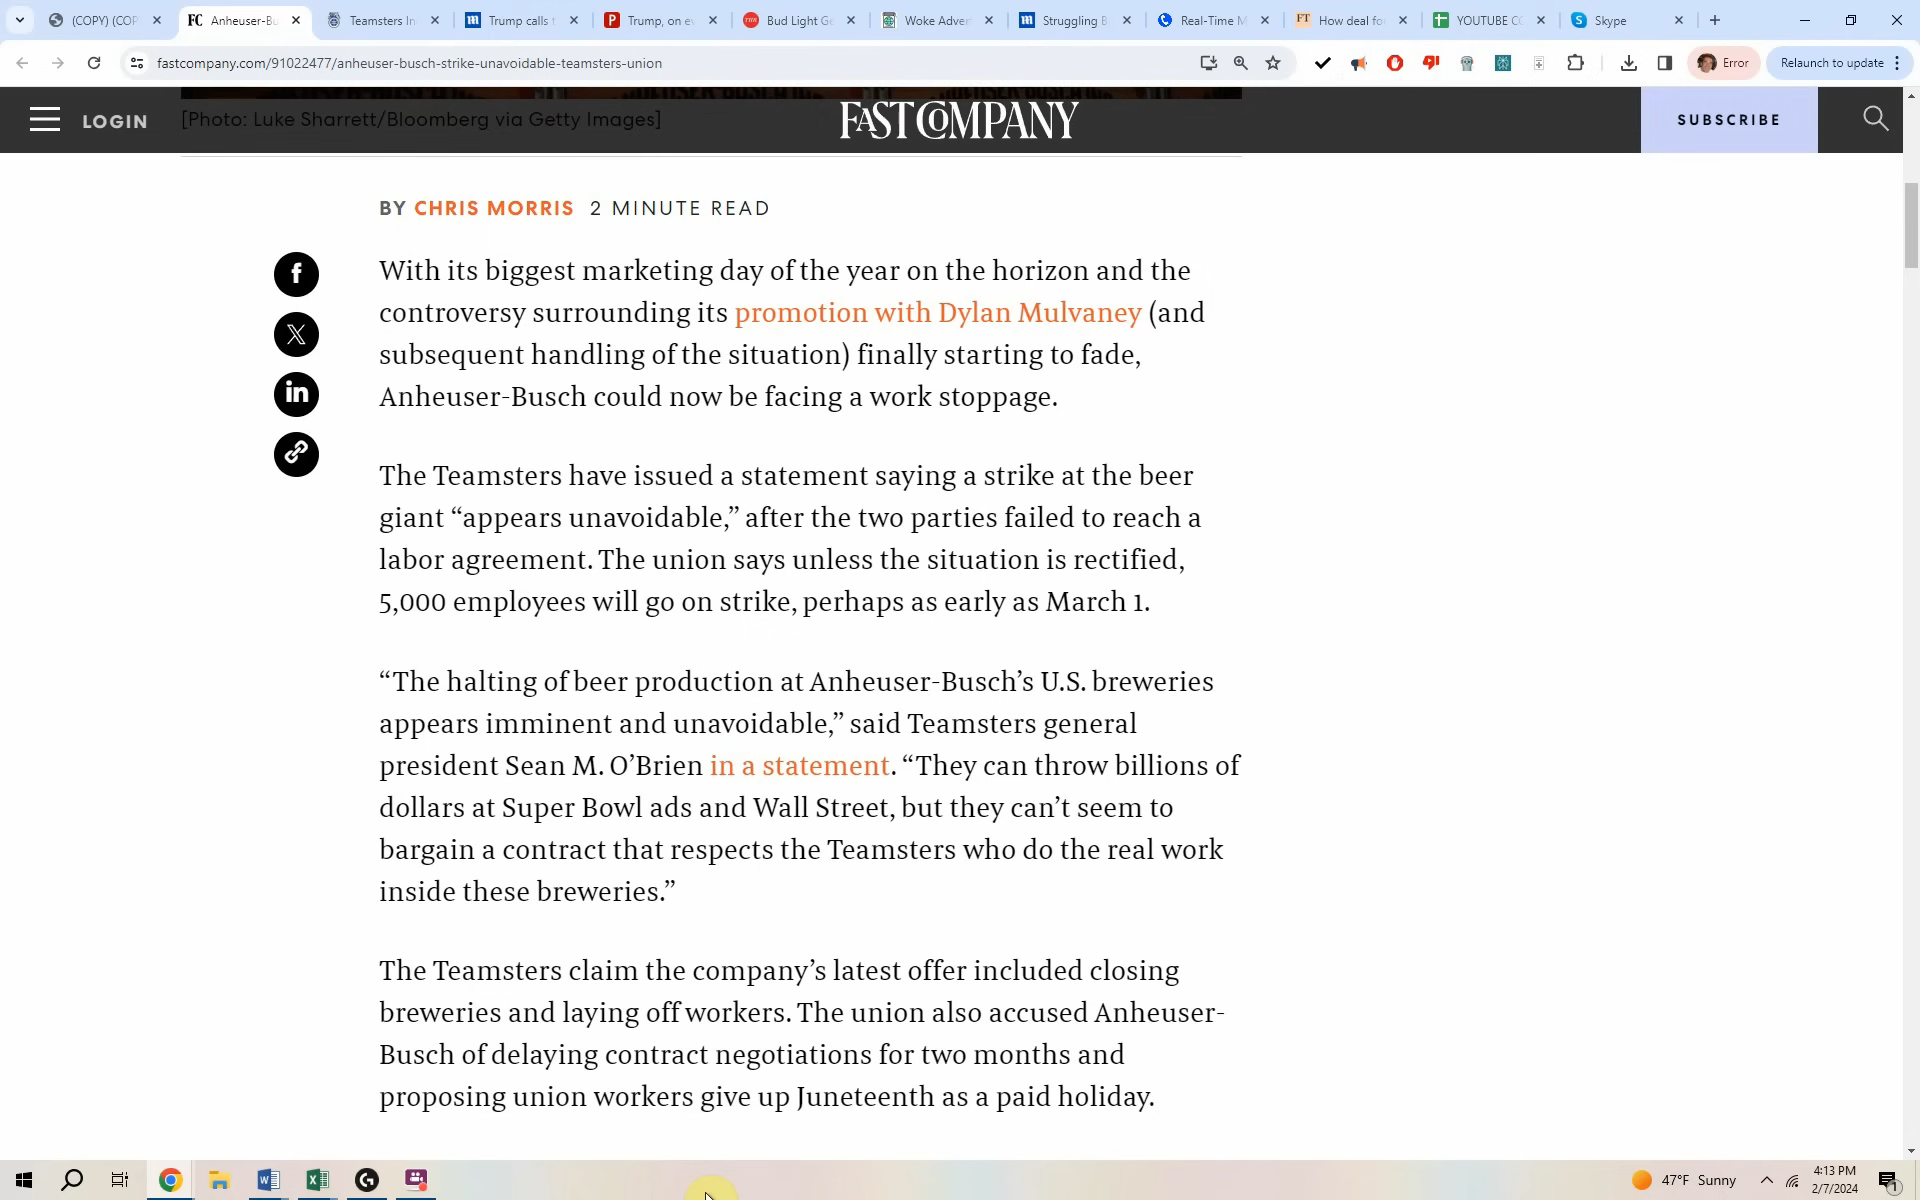 (COPY) (COP
FC Anheuser-Bu
Teamsters In
Trump calls t
Trump, on ev
Bud Light Ge
Woke Adver
Struggling B
Real-Time M
FT How deal fo
YOUTUBE CO
Skype
fastcompany.com/91022477/anheuser-busch-strike-unavoidable-teamsters-union
Error
Relaunch to update
LOGIN
[Photo: Luke Sharrett/Bloomberg via Getty Images]
FAST COMPANY
SUBSCRIBE
BY CHRIS MORRIS 2 MINUTE READ
With its biggest marketing day of the year on the horizon and the
controversy surrounding its promotion with Dylan Mulvaney (and
subsequent handling of the situation) finally starting to fade,
Anheuser-Busch could now be facing a work stoppage.
The Teamsters have issued a statement saying a strike at the beer
giant “appears unavoidable,” after the two parties failed to reach a
labor agreement. The union says unless the situation is rectified,
5,000 employees will go on strike, perhaps as early as March 1.
“The halting of beer production at Anheuser-Busch’s U.S. breweries
appears imminent and unavoidable,” said Teamsters general
president Sean M. O’Brien in a statement. “They can throw billions of
dollars at Super Bowl ads and Wall Street, but they can’t seem to
bargain a contract that respects the Teamsters who do the real work
inside these breweries.”
The Teamsters claim the company’s latest offer included closing
breweries and laying off workers. The union also accused Anheuser-
Busch of delaying contract negotiations for two months and
proposing union workers give up Juneteenth as a paid holiday.
47°F Sunny
4:13 PM
2/7/2024
1